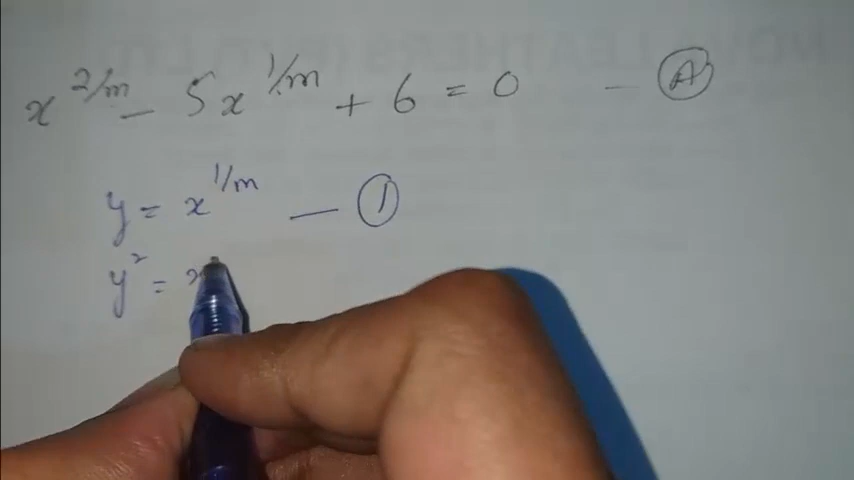 x^{2/m} - 5x^{1/m} + 6 = 0 — Ⓐ
y = x^{1/m} — ①
y^2 = x